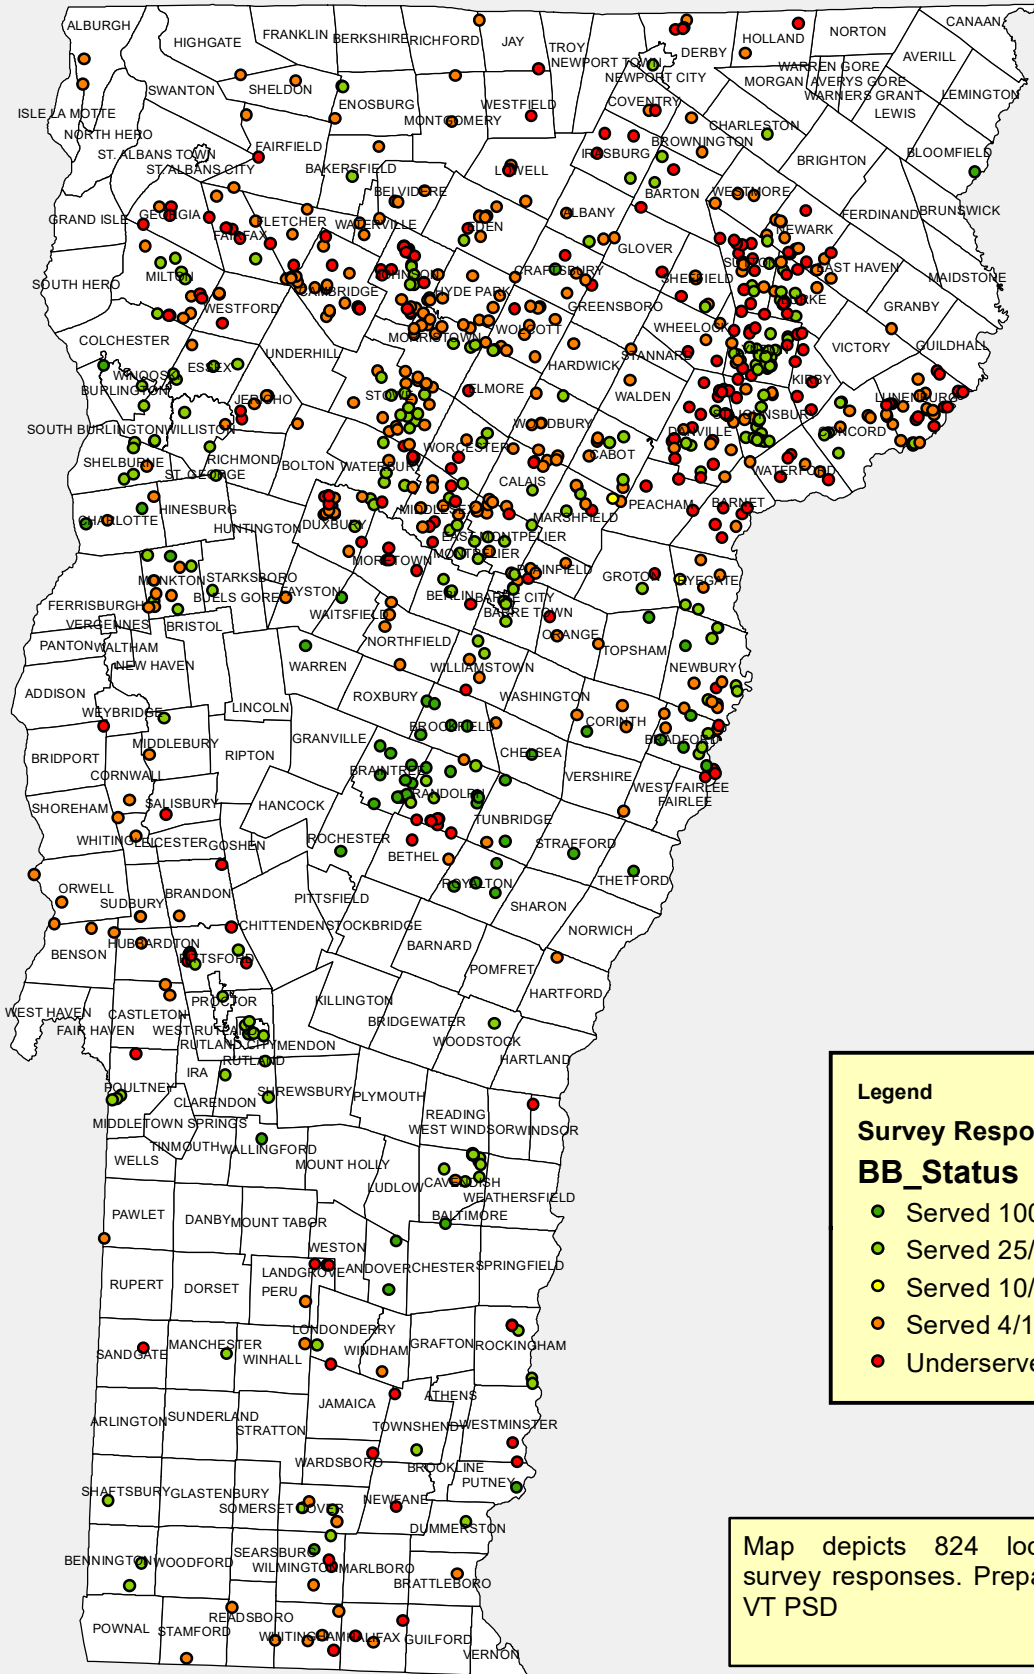 ALBURGH
HIGHGATE
FRANKLIN
BERKSHIRE
RICHFORD
JAY
TROY
NEWPORT TOWN
NEWPORT CITY
DERBY
HOLLAND
NORTON
CANAAN
AVERILL
WARREN GORE
MORGAN
AVERYS GORE
WARNERS GRANT
LEWIS
LEMINGTON
ISLE LA MOTTE
SWANTON
SHELDON
ENOSBURG
MONTGOMERY
WESTFIELD
COVENTRY
BROWNINGTON
CHARLESTON
BRIGHTON
BLOOMFIELD
NORTH HERO
ST. ALBANS TOWN
ST. ALBANS CITY
FAIRFIELD
BAKERSFIELD
LOWELL
IRASBURG
BARTON
WESTMORE
FERDINAND
BRUNSWICK
GRAND ISLE
GEORGIA
FAIRFAX
FLETCHER
WATERVILLE
BELVIDERE
EDEN
ALBANY
GLOVER
NEWARK
EAST HAVEN
MAIDSTONE
SOUTH HERO
MILTON
WESTFORD
CAMBRIDGE
JOHNSON
HYDE PARK
CRAFTSBURY
GREENSBORO
SHEFFIELD
SUTTON
BURKE
GRANBY
COLCHESTER
ESSEX
UNDERHILL
MORRISTOWN
WOLCOTT
HARDWICK
STANNARD
WHEELOCK
LYNDON
VICTORY
GUILDHALL
WINOOSKI
BURLINGTON
JERICHO
STOWE
ELMORE
WOODBURY
WALDEN
KIRBY
LUNENBURG
SOUTH BURLINGTON
WILLISTON
DANVILLE
ST. JOHNSBURY
CONCORD
SHELBURNE
ST. GEORGE
RICHMOND
BOLTON
WATERBURY
WORCESTER
CALAIS
CABOT
WATERFORD
CHARLOTTE
HINESBURG
HUNTINGTON
DUXBURY
MIDDLESEX
EAST MONTPELIER
MONTPELIER
MARSHFIELD
PEACHAM
BARNET
MORETOWN
MONKTON
STARKSBORO
BUELS GORE
FAYSTON
WAITSFIELD
BERLIN
BARRE CITY
BARRE TOWN
PLAINFIELD
GROTON
RYEGATE
FERRISBURGH
VERGENNES
BRISTOL
PANTON
WALTHAM
NEW HAVEN
WARREN
NORTHFIELD
WILLIAMSTOWN
ORANGE
TOPSHAM
NEWBURY
ADDISON
WEYBRIDGE
LINCOLN
ROXBURY
WASHINGTON
CORINTH
BRADFORD
BRIDPORT
MIDDLEBURY
CORNWALL
RIPTON
GRANVILLE
BROOKFIELD
CHELSEA
VERSHIRE
WEST FAIRLEE
FAIRLEE
SHOREHAM
SALISBURY
HANCOCK
BRAINTREE
RANDOLPH
TUNBRIDGE
STRAFFORD
WHITING
LEICESTER
GOSHEN
ROCHESTER
BETHEL
ROYALTON
THETFORD
ORWELL
SUDBURY
BRANDON
PITTSFIELD
SHARON
NORWICH
BENSON
HUBBARDTON
PITTSFORD
CHITTENDEN
STOCKBRIDGE
BARNARD
POMFRET
HARTFORD
WEST HAVEN
FAIR HAVEN
CASTLETON
PROCTOR
WEST RUTLAND
RUTLAND CITY
MENDON
KILLINGTON
BRIDGEWATER
WOODSTOCK
HARTLAND
RUTLAND
IRA
POULTNEY
CLARENDON
SHREWSBURY
PLYMOUTH
READING
WEST WINDSOR
WINDSOR
MIDDLETOWN SPRINGS
TINMOUTH
WALLINGFORD
MOUNT HOLLY
LUDLOW
CAVENDISH
WEATHERSFIELD
BALTIMORE
WELLS
PAWLET
DANBY
MOUNT TABOR
WESTON
LANDGROVE
PERU
ANDOVER
CHESTER
SPRINGFIELD
RUPERT
DORSET
LONDONDERRY
WINDHAM
GRAFTON
ROCKINGHAM
SANDGATE
MANCHESTER
WINHALL
JAMAICA
ATHENS
TOWNSHEND
WESTMINSTER
ARLINGTON
SUNDERLAND
STRATTON
WARDSBORO
BROOKLINE
PUTNEY
SHAFTSBURY
GLASTENBURY
SOMERSET
DOVER
NEWFANE
DUMMERSTON
BENNINGTON
WOODFORD
SEARSBURG
WILMINGTON
MARLBORO
BRATTLEBORO
POWNAL
STAMFORD
READSBORO
WHITINGHAM
HALIFAX
GUILFORD
VERNON
Legend
Survey Respo
BB_Status
Served 100
Served 25/
Served 10/
Served 4/1
Underserve
Map depicts 824 loc
survey responses. Prepa
VT PSD